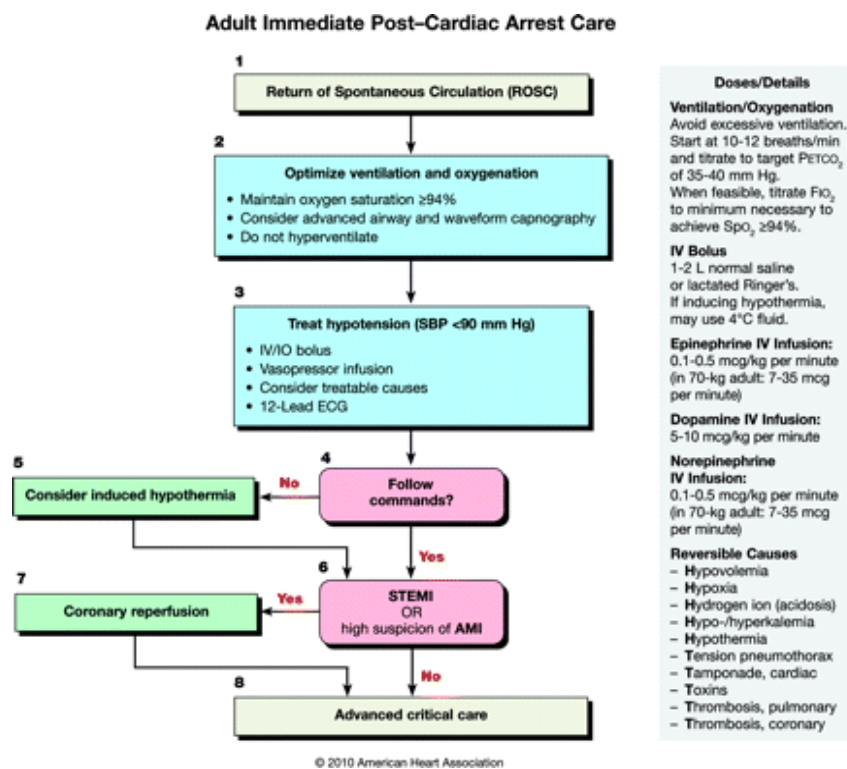 Adult Immediate Post–Cardiac Arrest Care
1
Return of Spontaneous Circulation (ROSC)
2
Optimize ventilation and oxygenation
• Maintain oxygen saturation ≥94%
• Consider advanced airway and waveform capnography
• Do not hyperventilate
3
Treat hypotension (SBP <90 mm Hg)
• IV/IO bolus
• Vasopressor infusion
• Consider treatable causes
• 12-Lead ECG
4
Follow
commands?
No
5
Consider induced hypothermia
Yes
6
STEMI
OR
high suspicion of AMI
Yes
7
Coronary reperfusion
No
8
Advanced critical care
Doses/Details
Ventilation/Oxygenation
Avoid excessive ventilation.
Start at 10-12 breaths/min
and titrate to target PETCO₂
of 35-40 mm Hg.
When feasible, titrate FIO₂
to minimum necessary to
achieve SpO₂ ≥94%.
IV Bolus
1-2 L normal saline
or lactated Ringer's.
If inducing hypothermia,
may use 4°C fluid.
Epinephrine IV Infusion:
0.1-0.5 mcg/kg per minute
(in 70-kg adult: 7-35 mcg
per minute)
Dopamine IV Infusion:
5-10 mcg/kg per minute
Norepinephrine
IV Infusion:
0.1-0.5 mcg/kg per minute
(in 70-kg adult: 7-35 mcg
per minute)
Reversible Causes
– Hypovolemia
– Hypoxia
– Hydrogen ion (acidosis)
– Hypo-/hyperkalemia
– Hypothermia
– Tension pneumothorax
– Tamponade, cardiac
– Toxins
– Thrombosis, pulmonary
– Thrombosis, coronary
© 2010 American Heart Association